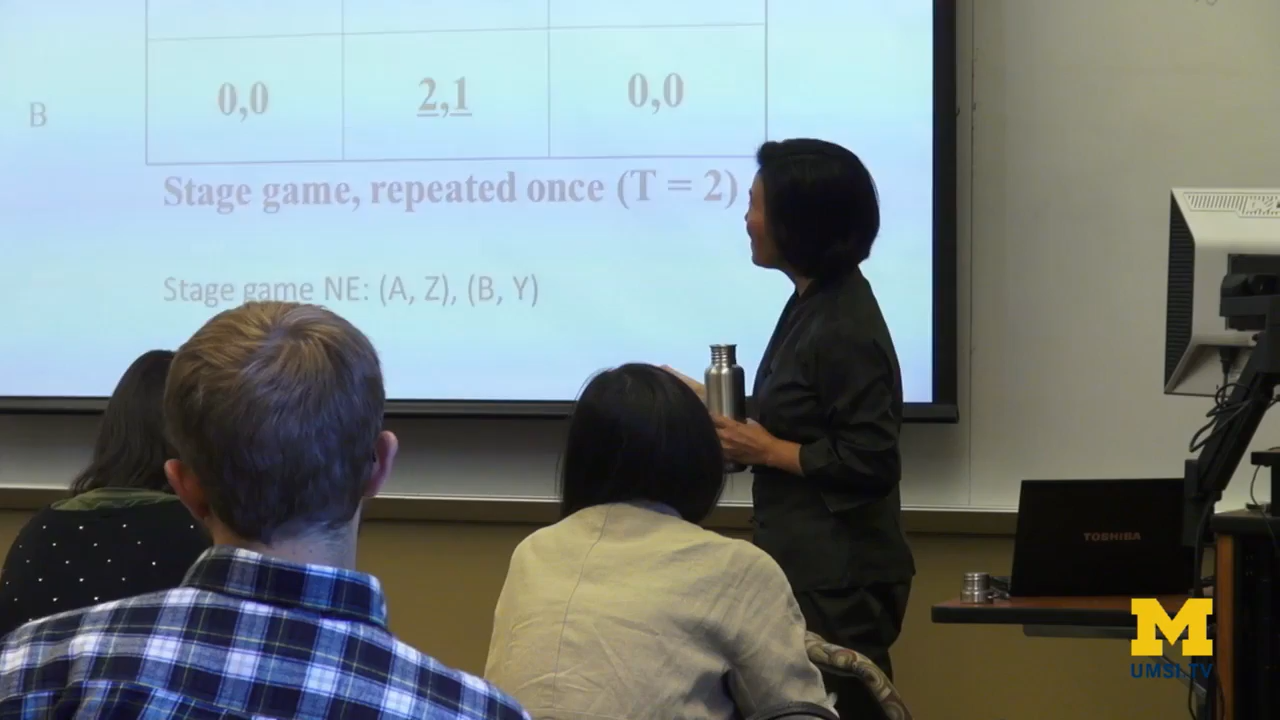 B 0,0 2,1 0,0
Stage game, repeated once (T = 2)
Stage game NE: (A, Z), (B, Y)
TOSHIBA
M
UMSI.TV